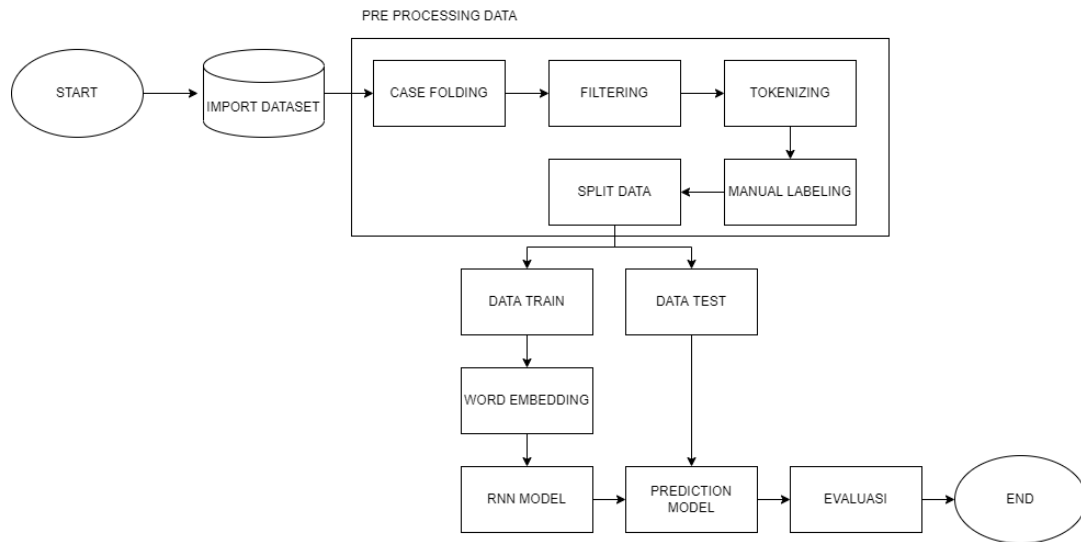 PRE PROCESSING DATA
START
IMPORT DATASET
CASE FOLDING
FILTERING
TOKENIZING
SPLIT DATA
MANUAL LABELING
DATA TRAIN
DATA TEST
WORD EMBEDDING
RNN MODEL
PREDICTION
MODEL
EVALUASI
END